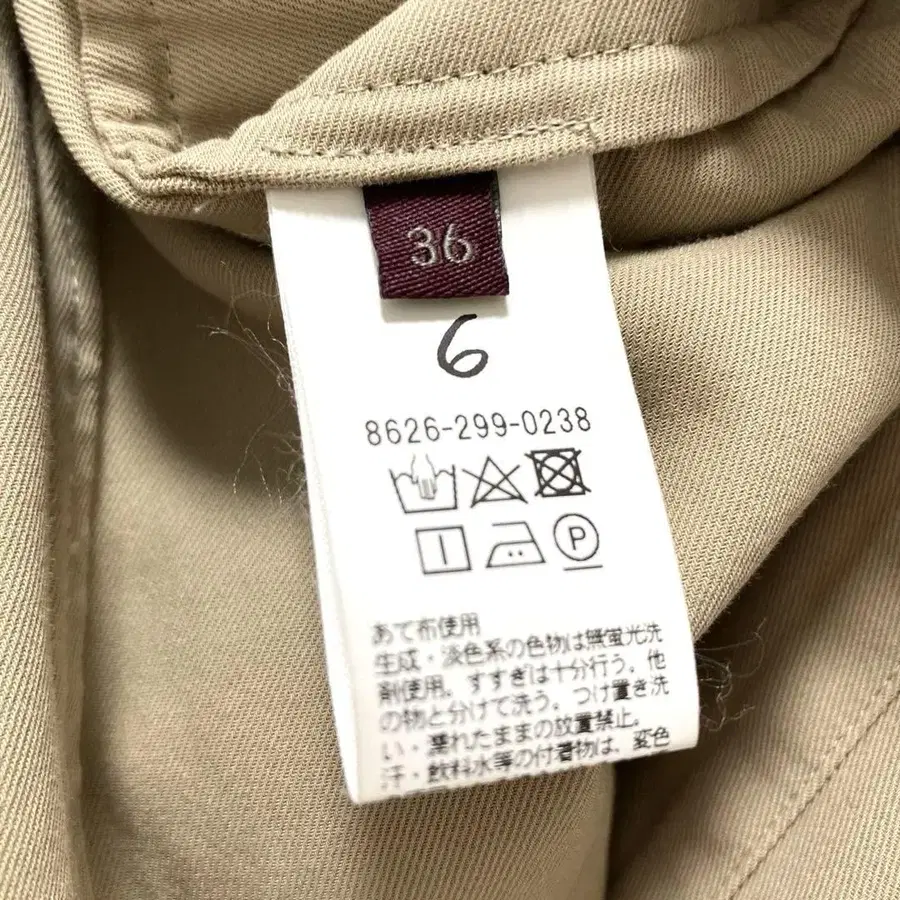 36
6
8626-299-0238
P
あて布使用
生成・淡色系の色物は無蛍光洗
剤使用。すすぎは十分行う。他
の物と分けて洗う。つけ置き洗
い・濡れたままの放置禁止。
汗・飲料水等の付着物は、変色